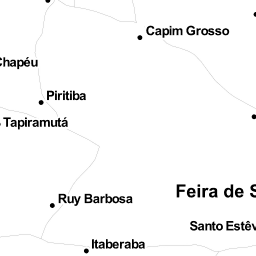 Capim Grosso
Chapéu
Piritiba
Tapiramutá
Ruy Barbosa
Feira de S
Santo Estêv
Itaberaba